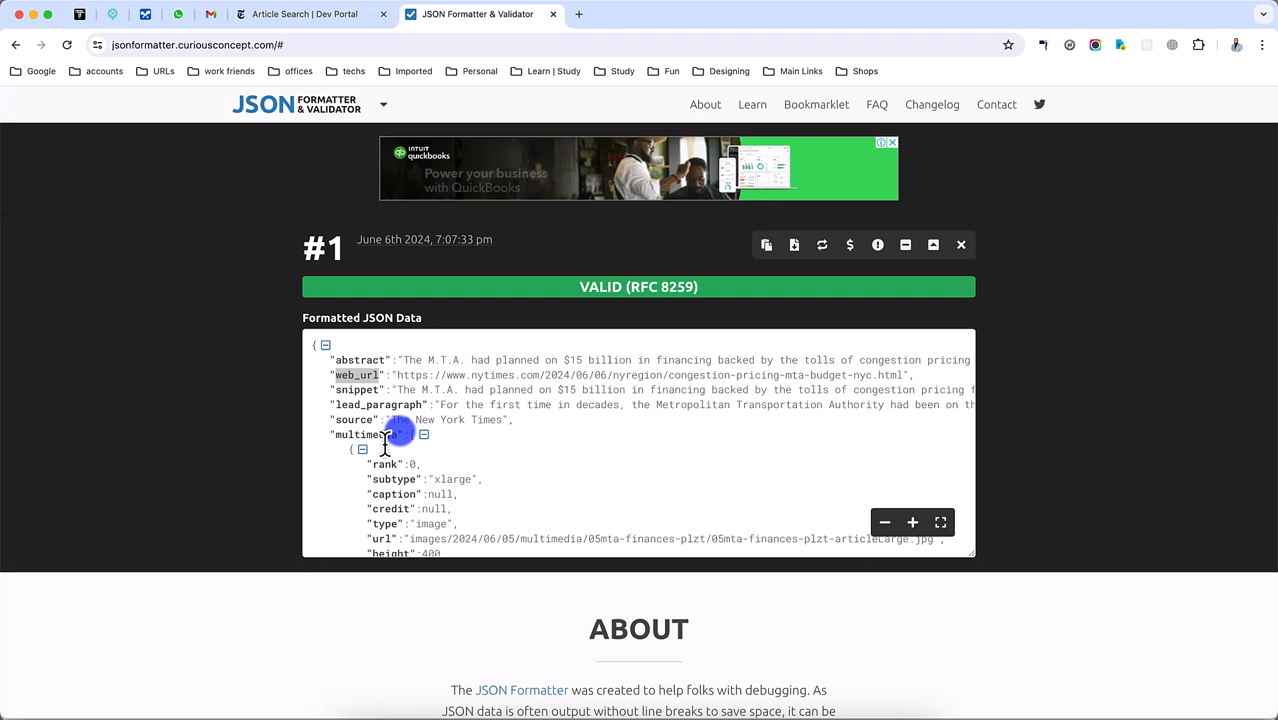 Article Search | Dev Portal
JSON Formatter & Validator
jsonformatter.curiousconcept.com/#
Google
accounts
URLs
work friends
offices
techs
Imported
Personal
Learn | Study
Study
Fun
Designing
Main Links
Shops
JSON FORMATTER & VALIDATOR
About
Learn
Bookmarklet
FAQ
Changelog
Contact
INTUIT
quickbooks
Power your business
with QuickBooks
#1
June 6th 2024, 7:07:33 pm
VALID (RFC 8259)
Formatted JSON Data
{
"abstract":"The M.T.A. had planned on $15 billion in financing backed by the tolls of congestion pricing
"web_url":"https://www.nytimes.com/2024/06/06/nyregion/congestion-pricing-mta-budget-nyc.html",
"snippet":"The M.T.A. had planned on $15 billion in financing backed by the tolls of congestion pricing f
"lead_paragraph":"For the first time in decades, the Metropolitan Transportation Authority had been on th
"source":"The New York Times",
"multimedia":[
{
"rank":0,
"subtype":"xlarge",
"caption":null,
"credit":null,
"type":"image",
"url":"images/2024/06/05/multimedia/05mta-finances-plzt/05mta-finances-plzt-articleLarge.jpg",
"height":400
ABOUT
The JSON Formatter was created to help folks with debugging. As
JSON data is often output without line breaks to save space, it can be